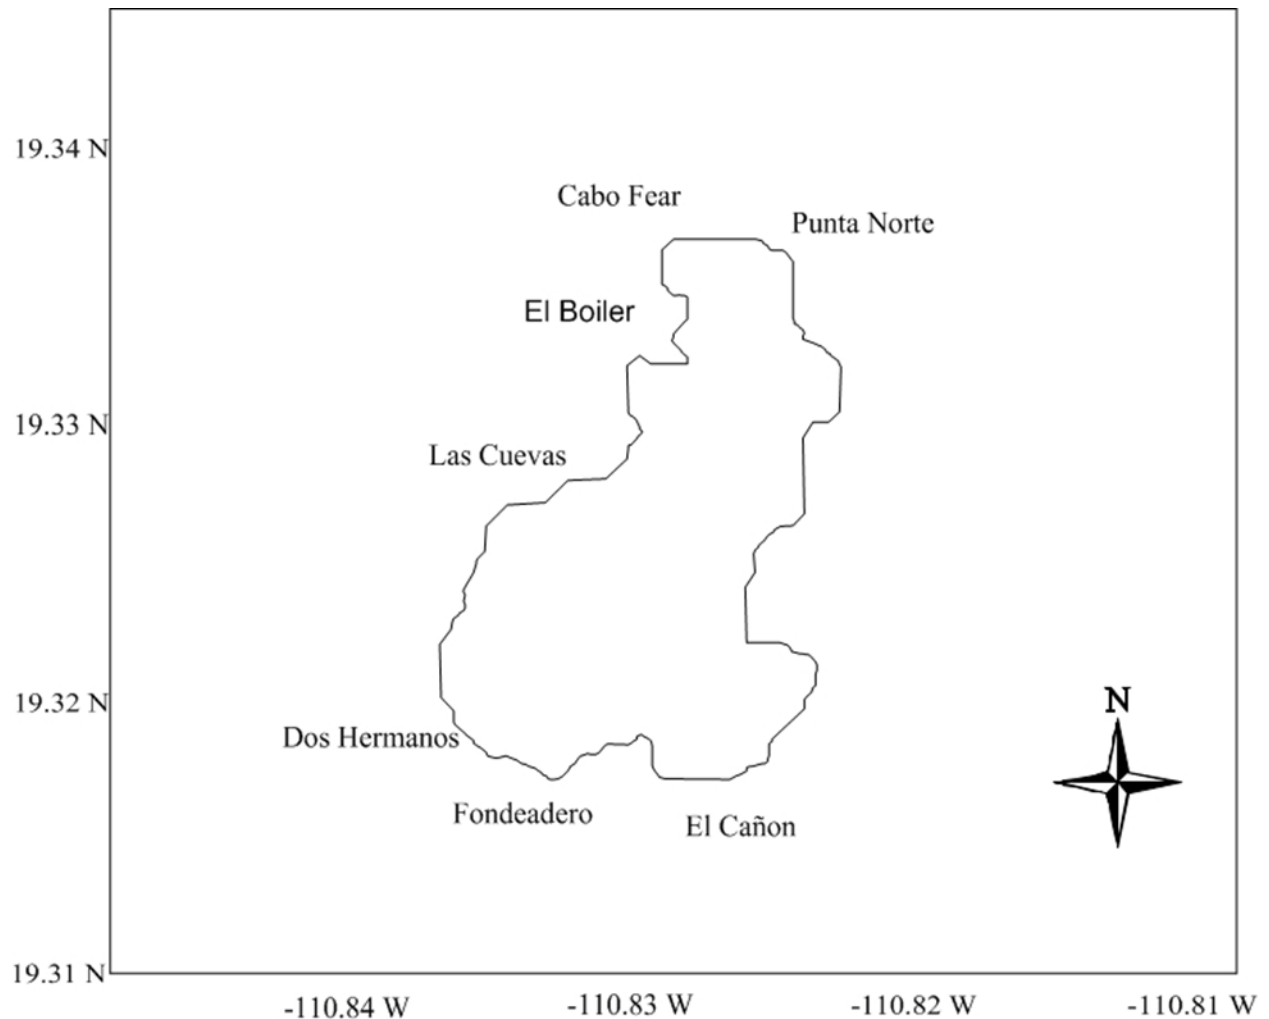 19.34 N
Cabo Fear
Punta Norte
El Boiler
19.33 N
Las Cuevas
19.32 N
N
Dos Hermanos
Fondeadero
El Cañon
19.31 N
-110.84 W
-110.83 W
-110.82 W
-110.81 W